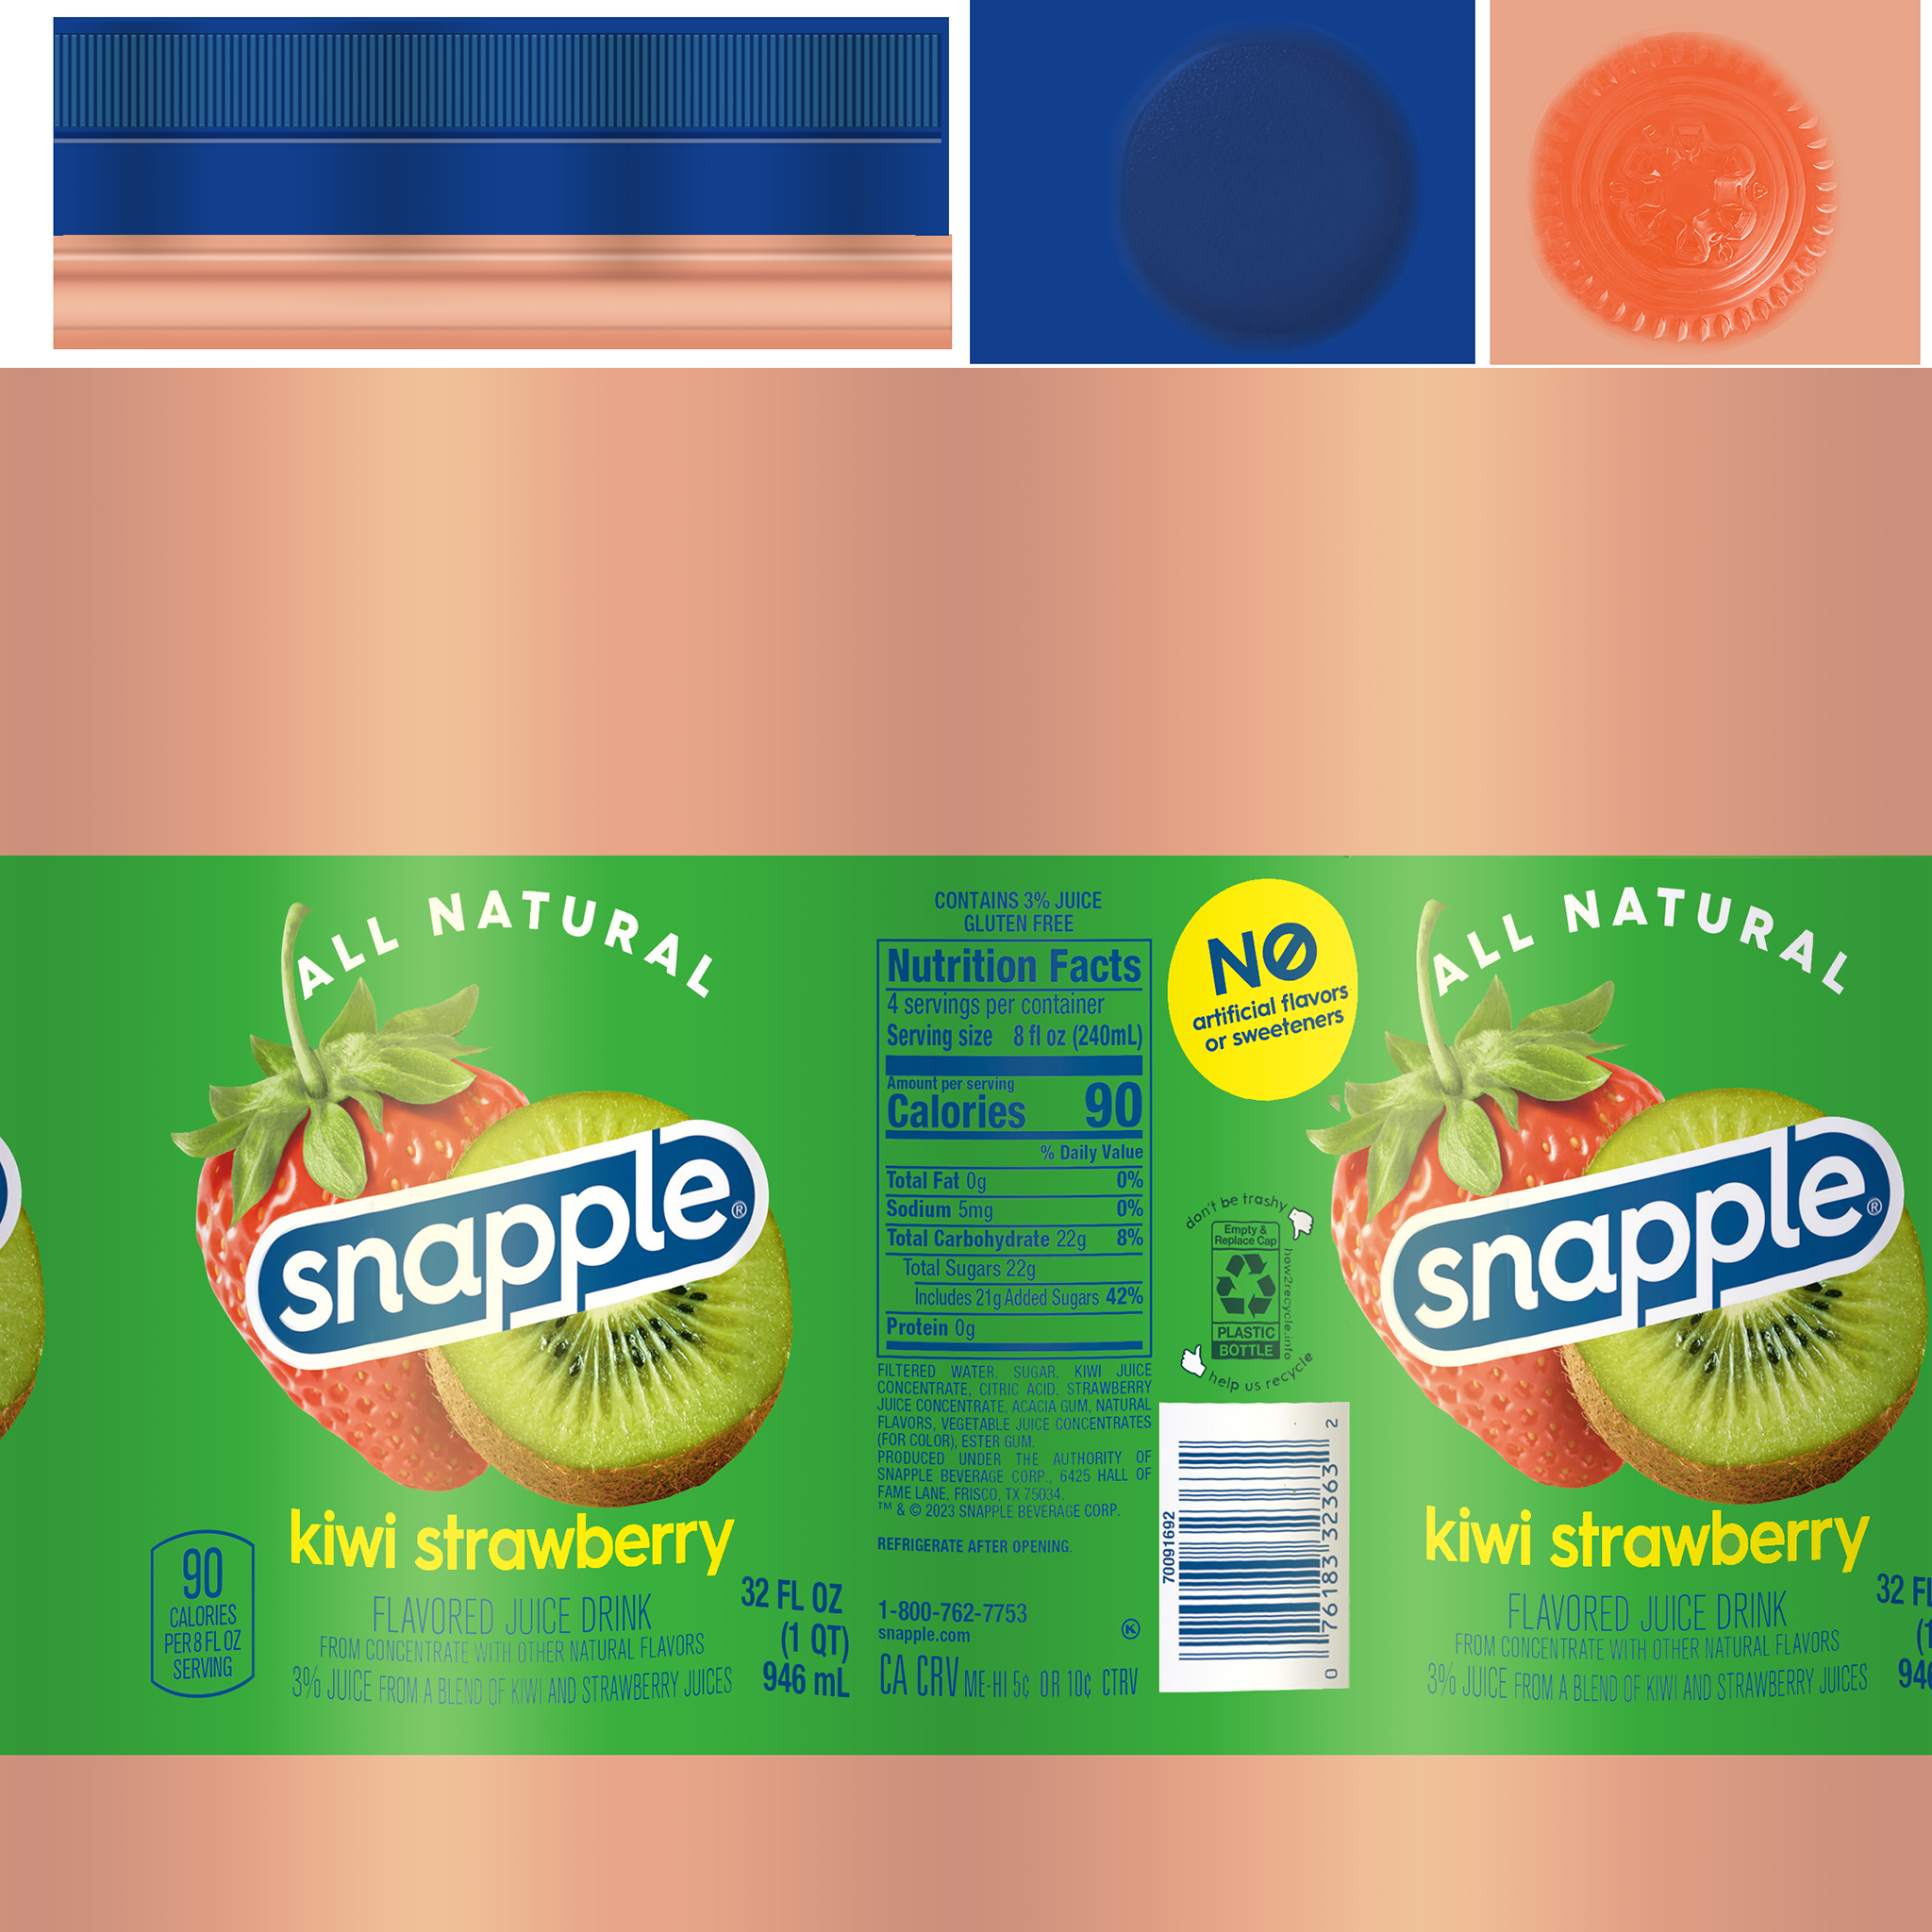 ALL NATURAL
snapple®
kiwi strawberry
90
CALORIES
PER 8 FL OZ
SERVING
FLAVORED JUICE DRINK
FROM CONCENTRATE WITH OTHER NATURAL FLAVORS
3% JUICE FROM A BLEND OF KIWI AND STRAWBERRY JUICES
32 FL OZ
(1 QT)
946 mL
CONTAINS 3% JUICE
GLUTEN FREE
Nutrition Facts
4 servings per container
Serving size 8 fl oz (240mL)
Amount per serving
Calories 90
% Daily Value
Total Fat 0g 0%
Sodium 5mg 0%
Total Carbohydrate 22g 8%
Total Sugars 22g
Includes 21g Added Sugars 42%
Protein 0g
FILTERED WATER, SUGAR, KIWI JUICE
CONCENTRATE, CITRIC ACID, STRAWBERRY
JUICE CONCENTRATE, ACACIA GUM, NATURAL
FLAVORS, VEGETABLE JUICE CONCENTRATES
(FOR COLOR), ESTER GUM.
PRODUCED UNDER THE AUTHORITY OF
SNAPPLE BEVERAGE CORP., 6425 HALL OF
FAME LANE, FRISCO, TX 75034.
™ & © 2023 SNAPPLE BEVERAGE CORP.
REFRIGERATE AFTER OPENING.
1-800-762-7753
snapple.com
K
CA CRV ME-HI 5¢ OR 10¢ CTRV
NO
artificial flavors
or sweeteners
don't be trashy
Empty &
Replace Cap
how2recycle.info
PLASTIC
BOTTLE
help us recycle
70091692
0 76183 32363 2
ALL NATURAL
snapple®
kiwi strawberry
FLAVORED JUICE DRINK
FROM CONCENTRATE WITH OTHER NATURAL FLAVORS
3% JUICE FROM A BLEND OF KIWI AND STRAWBERRY JUICES
32 FL
(1
946